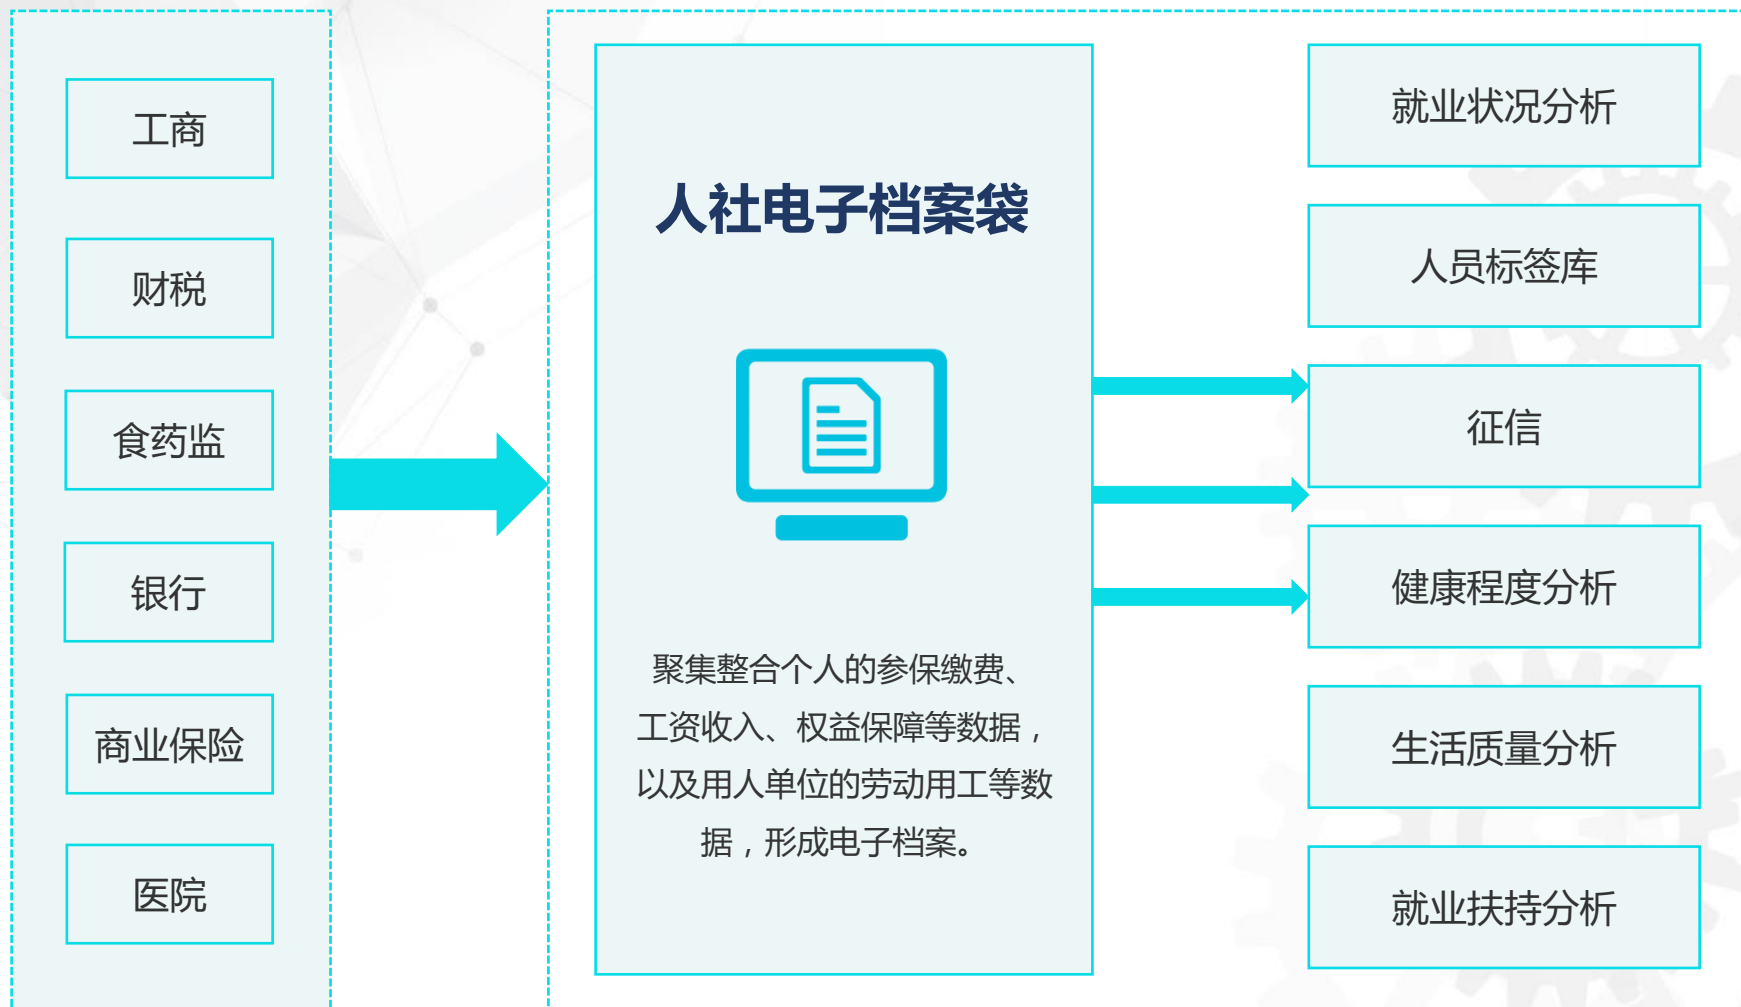 工商
财税
食药监
银行
商业保险
医院
人社电子档案袋
聚集整合个人的参保缴费、
工资收入、权益保障等数据，
以及用人单位的劳动用工等数
据，形成电子档案。
就业状况分析
人员标签库
征信
健康程度分析
生活质量分析
就业扶持分析